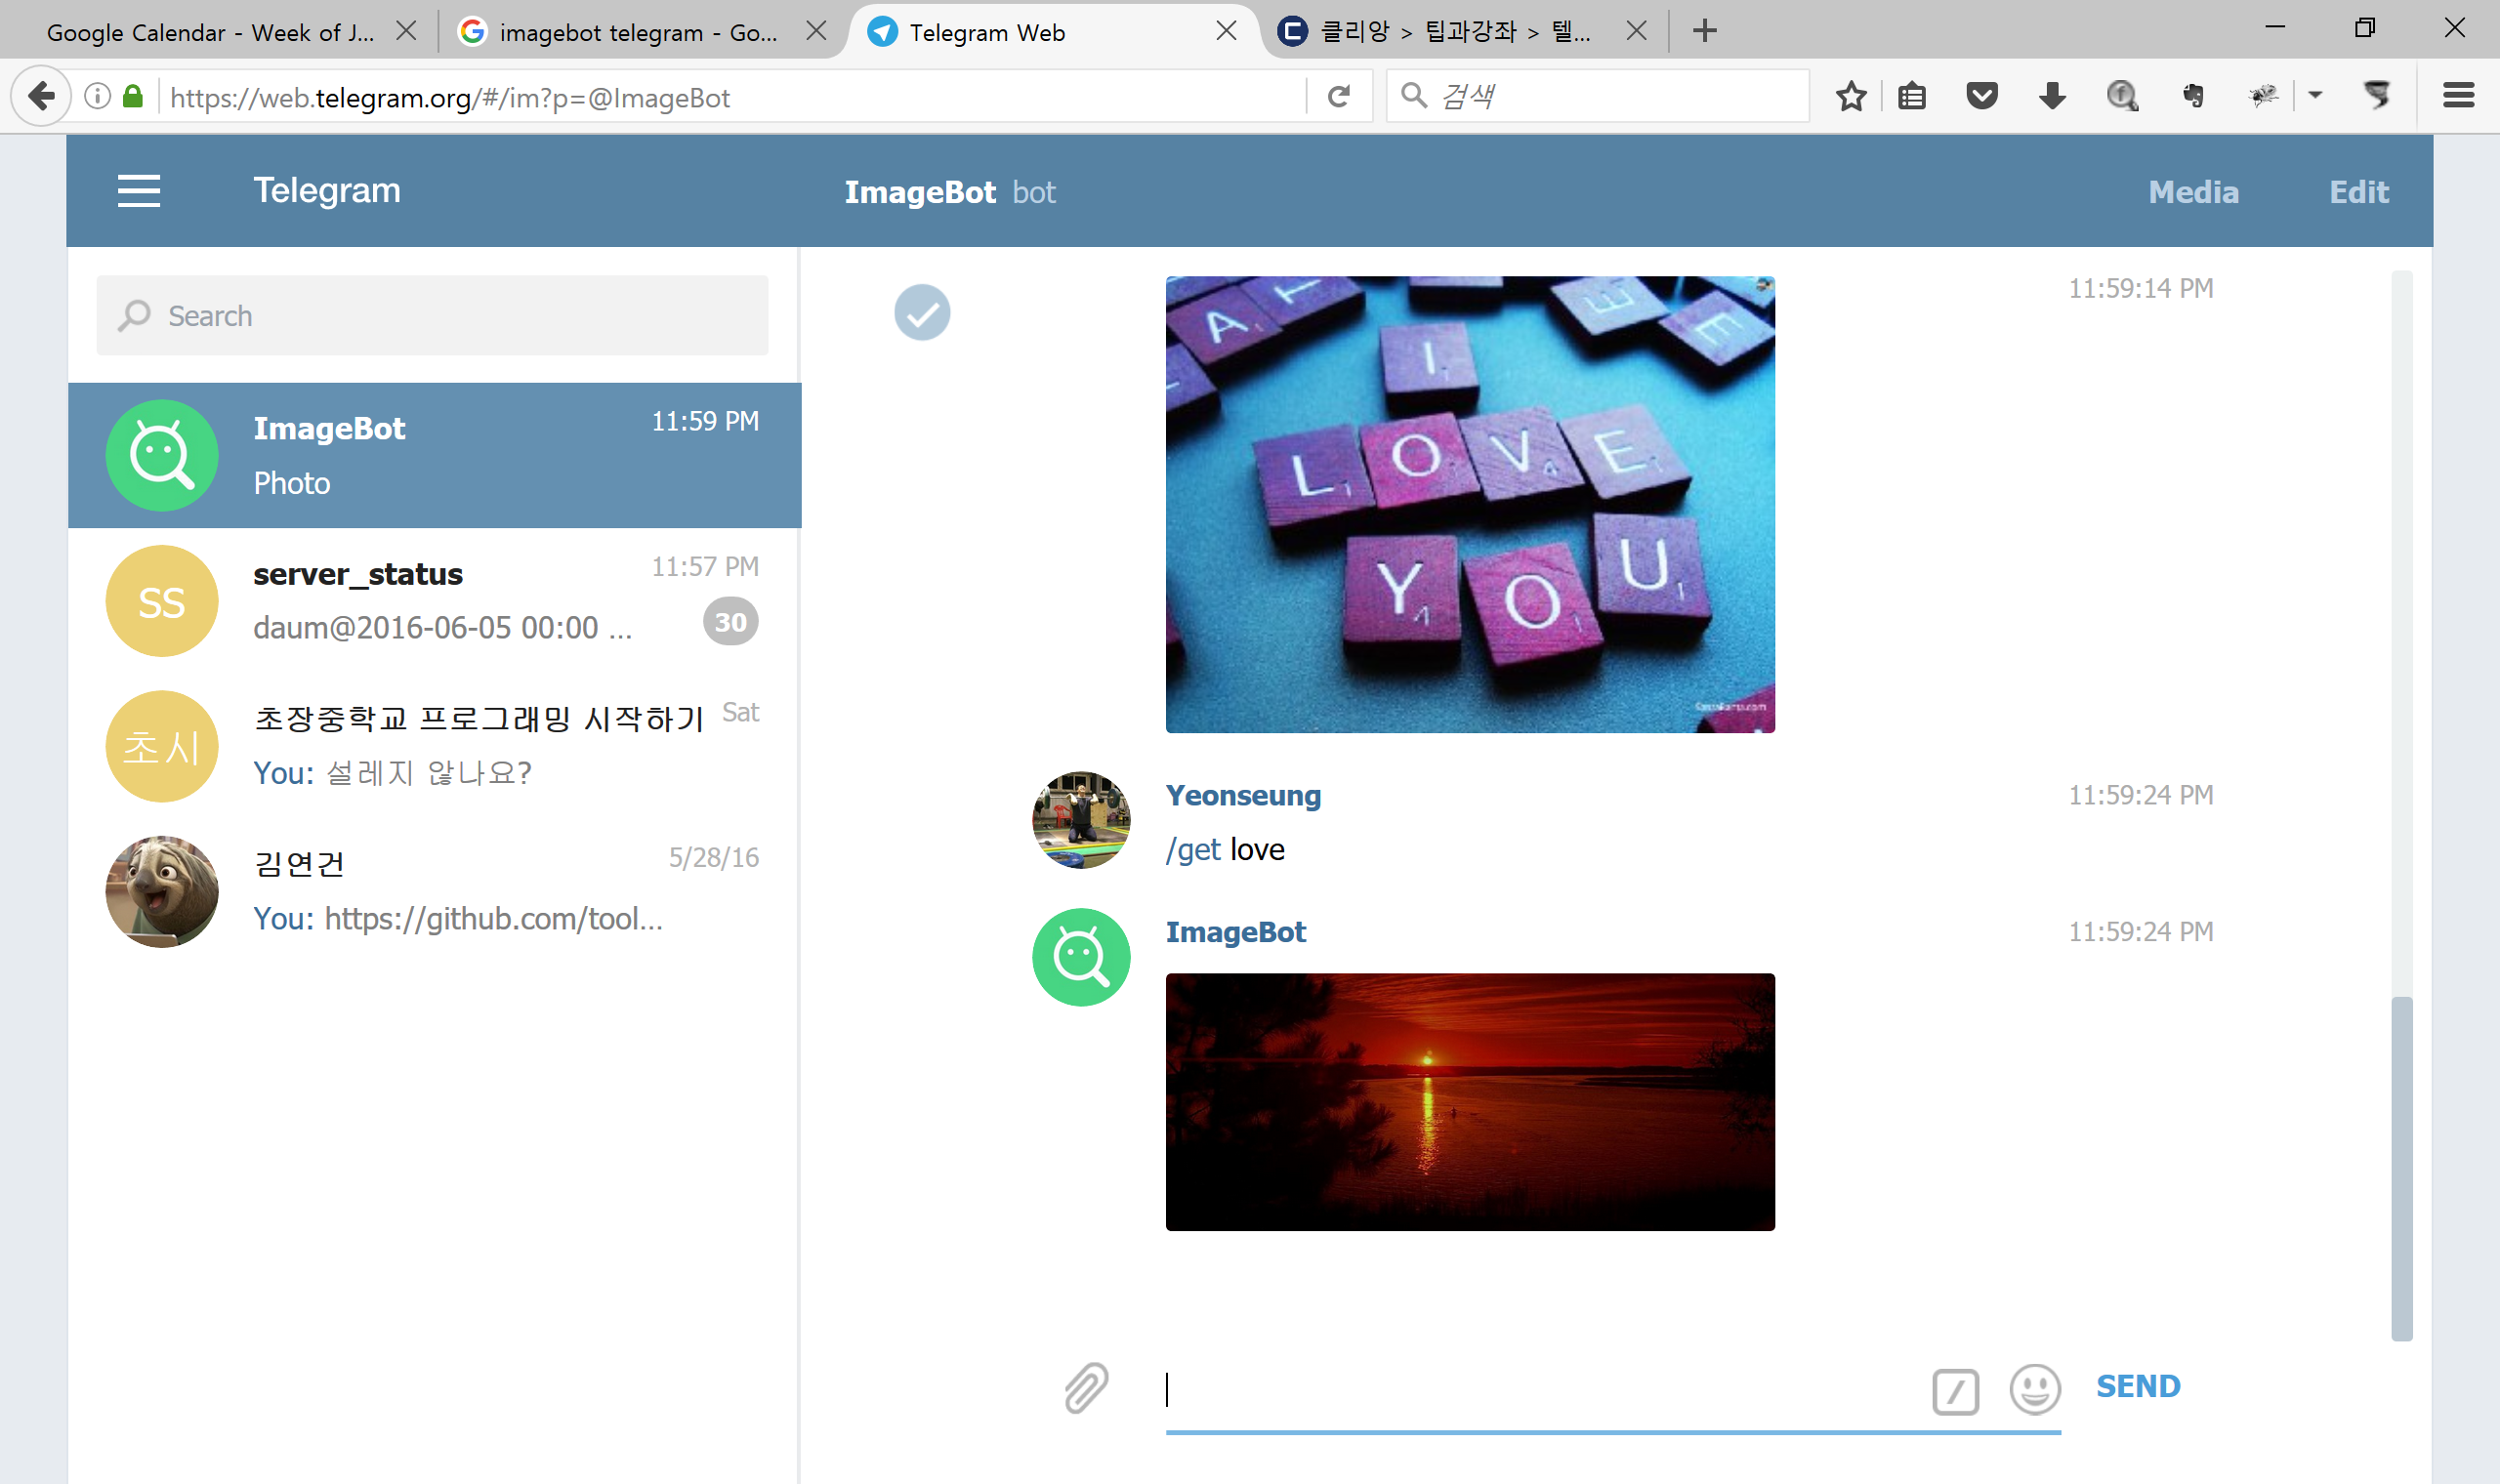 Google Calendar - Week of J...
imagebot telegram - Go...
Telegram Web
클리앙 > 팁과강좌 > 텔...
https://web.telegram.org/#/im?p=@ImageBot
검색
Telegram
ImageBot bot
Media
Edit
Search
ImageBot
11:59 PM
Photo
SS
server_status
11:57 PM
daum@2016-06-05 00:00 ...
30
초시
초장중학교 프로그래밍 시작하기
Sat
You: 설레지 않나요?
김연건
5/28/16
You: https://github.com/tool...
11:59:14 PM
A T E E
I
LOVE
YOU
Yeonseung
11:59:24 PM
/get love
ImageBot
11:59:24 PM
SEND